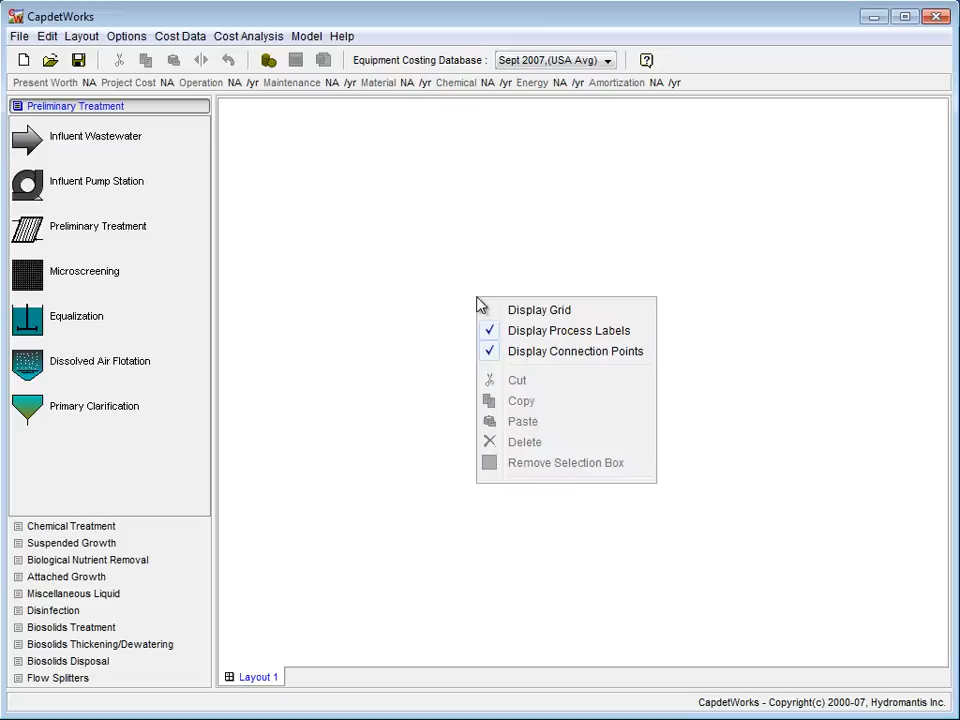 CapdetWorks
File Edit Layout Options Cost Data Cost Analysis Model Help
Equipment Costing Database : Sept 2007,(USA Avg)
Present Worth NA Project Cost NA Operation NA /yr Maintenance NA /yr Material NA /yr Chemical NA /yr Energy NA /yr Amortization NA /yr
Preliminary Treatment
Influent Wastewater
Influent Pump Station
Preliminary Treatment
Microscreening
Equalization
Dissolved Air Flotation
Primary Clarification
Chemical Treatment
Suspended Growth
Biological Nutrient Removal
Attached Growth
Miscellaneous Liquid
Disinfection
Biosolids Treatment
Biosolids Thickening/Dewatering
Biosolids Disposal
Flow Splitters
Display Grid
Display Process Labels
Display Connection Points
Cut
Copy
Paste
Delete
Remove Selection Box
Layout 1
CapdetWorks - Copyright(c) 2000-07, Hydromantis Inc.